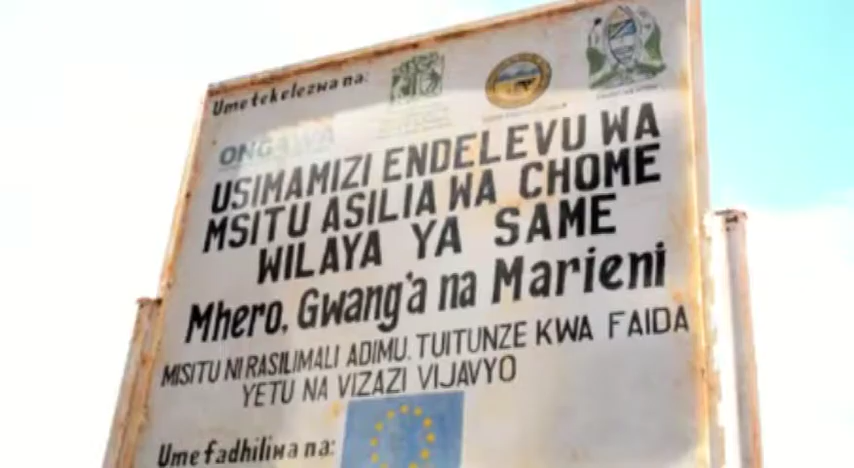 Umetekelezwa na:
ONGAWA
USIMAMIZI ENDELEVU WA
MSITU ASILIA WA CHOME
WILAYA YA SAME
Mhero, Gwang'a na Marieni
MISITU NI RASILIMALI ADIMU. TUITUNZE KWA FAIDA
YETU NA VIZAZI VIJAVYO
Umefadhiliwa na: